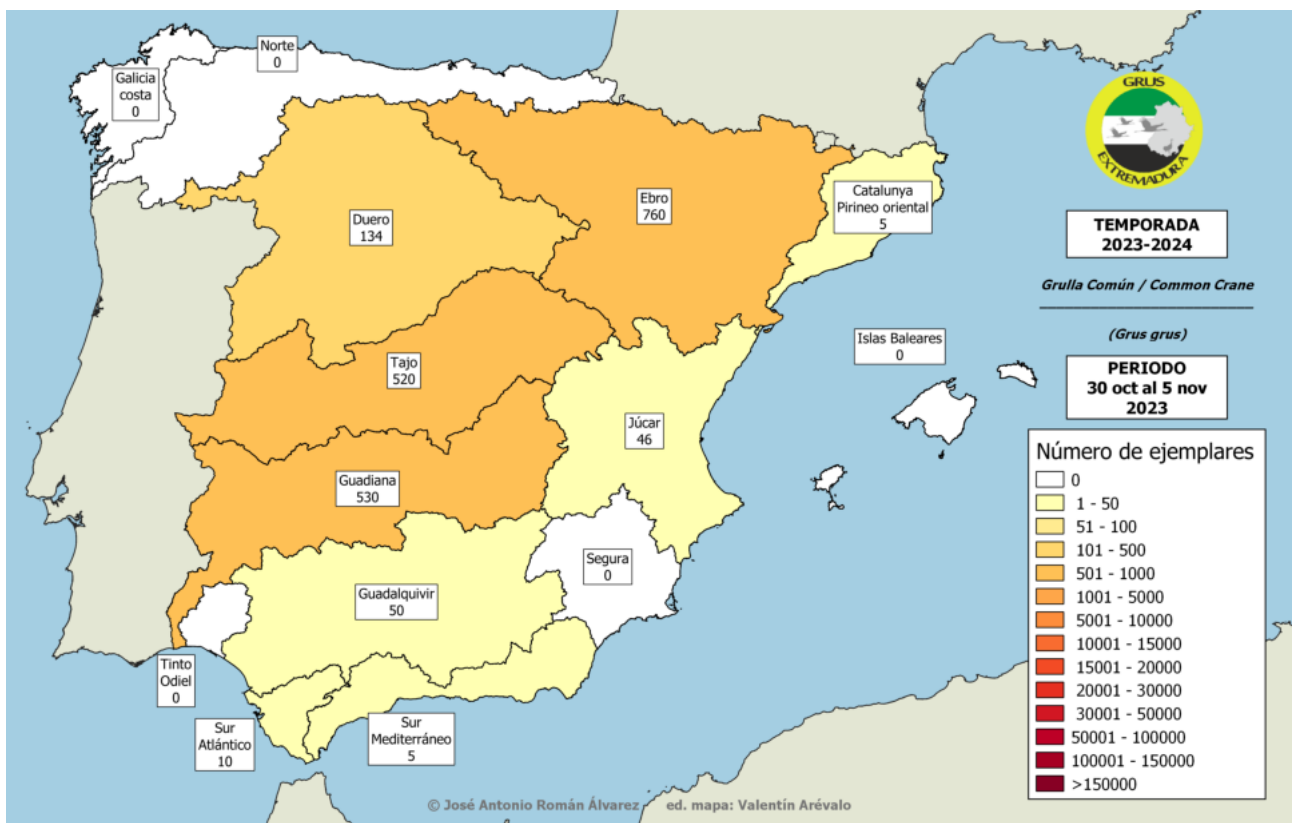 Norte
0
Galicia
costa
0
Duero
134
Ebro
760
Catalunya
Pirineo oriental
5
Tajo
520
Islas Baleares
0
Júcar
46
Guadiana
530
Segura
0
Guadalquivir
50
Tinto
Odiel
0
Sur
Atlántico
10
Sur
Mediterráneo
5
GRUS
EXTREMADURA
TEMPORADA
2023-2024
Grulla Común / Common Crane
(Grus grus)
PERIODO
30 oct al 5 nov
2023
Número de ejemplares
0
1 - 50
51 - 100
101 - 500
501 - 1000
1001 - 5000
5001 - 10000
10001 - 15000
15001 - 20000
20001 - 30000
30001 - 50000
50001 - 100000
100001 - 150000
>150000
© José Antonio Román Álvarez ed. mapa: Valentín Arévalo